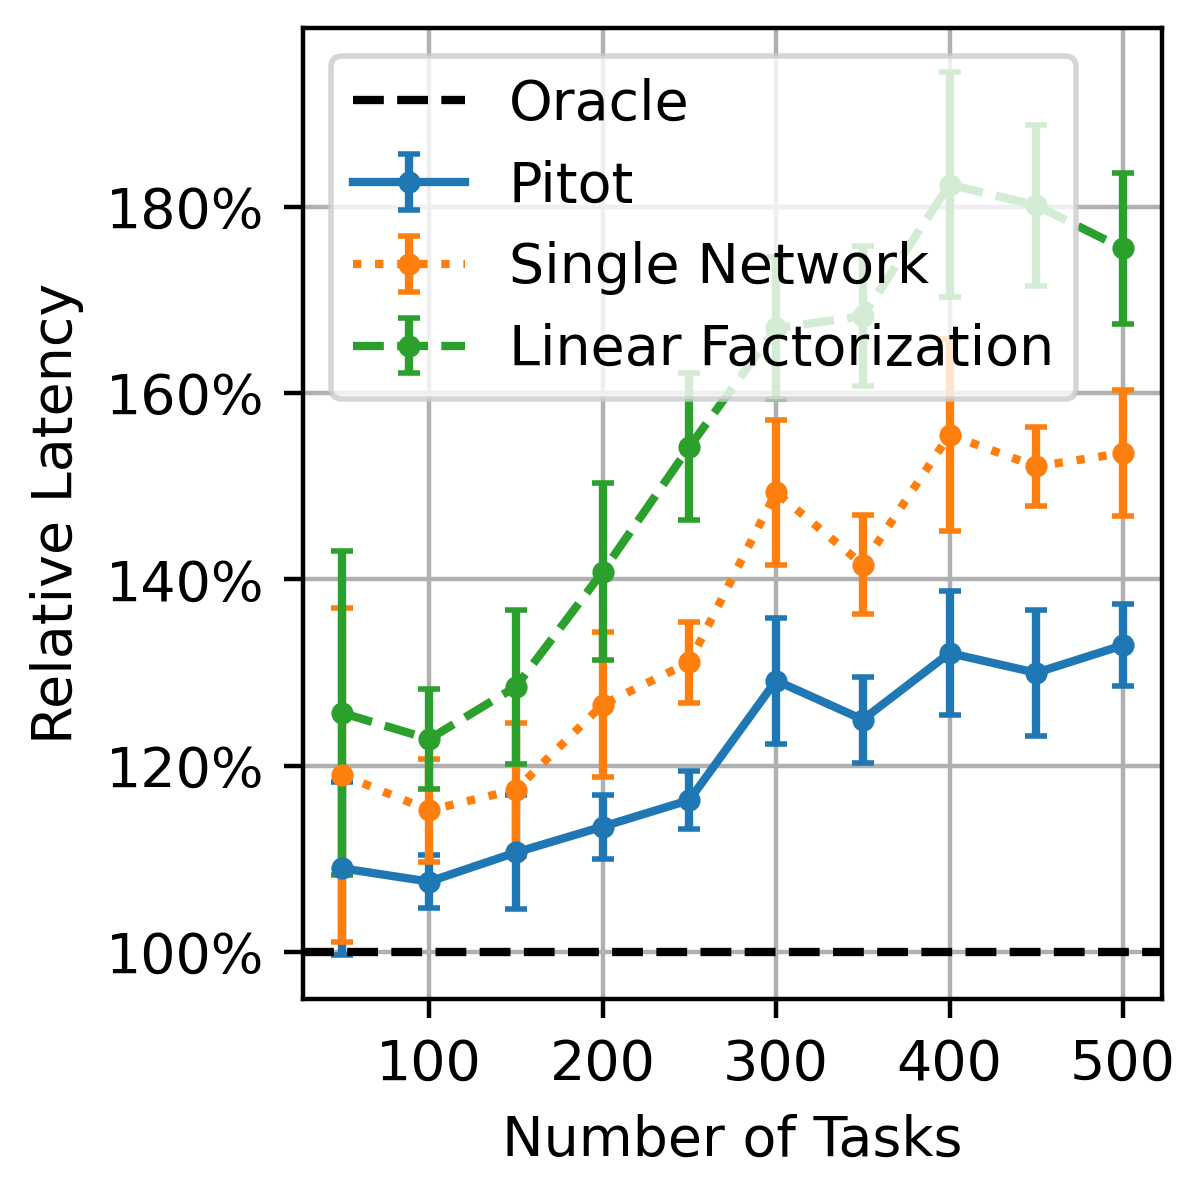 Oracle
Pitot
Single Network
Linear Factorization
180%
160%
140%
120%
100%
Relative Latency
100 200 300 400 500
Number of Tasks